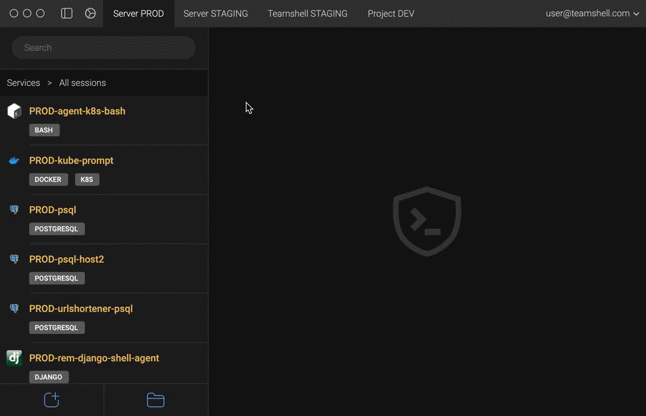 Server PROD
Server STAGING
Teamshell STAGING
Project DEV
user@teamshell.com
Search
Services > All sessions
PROD-agent-k8s-bash
BASH
PROD-kube-prompt
DOCKER K8S
PROD-psql
POSTGRESQL
PROD-psql-host2
POSTGRESQL
PROD-urlshortener-psql
POSTGRESQL
dj
PROD-rem-django-shell-agent
DJANGO